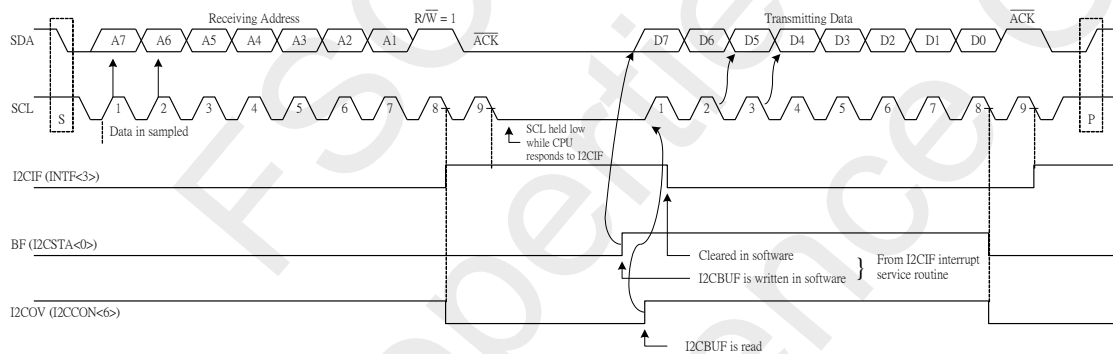 Receiving Address R/W = 1 Transmitting Data ACK
SDA A7 A6 A5 A4 A3 A2 A1 ACK D7 D6 D5 D4 D3 D2 D1 D0
SCL S 1 2 3 4 5 6 7 8 9 1 2 3 4 5 6 7 8 9 P
Data in sampled
SCL held low
while CPU
responds to I2CIF
I2CIF (INTF<3>)
BF (I2CSTA<0>)
Cleared in software
I2CBUF is written in software
From I2CIF interrupt
service routine
I2COV (I2CCON<6>)
I2CBUF is read